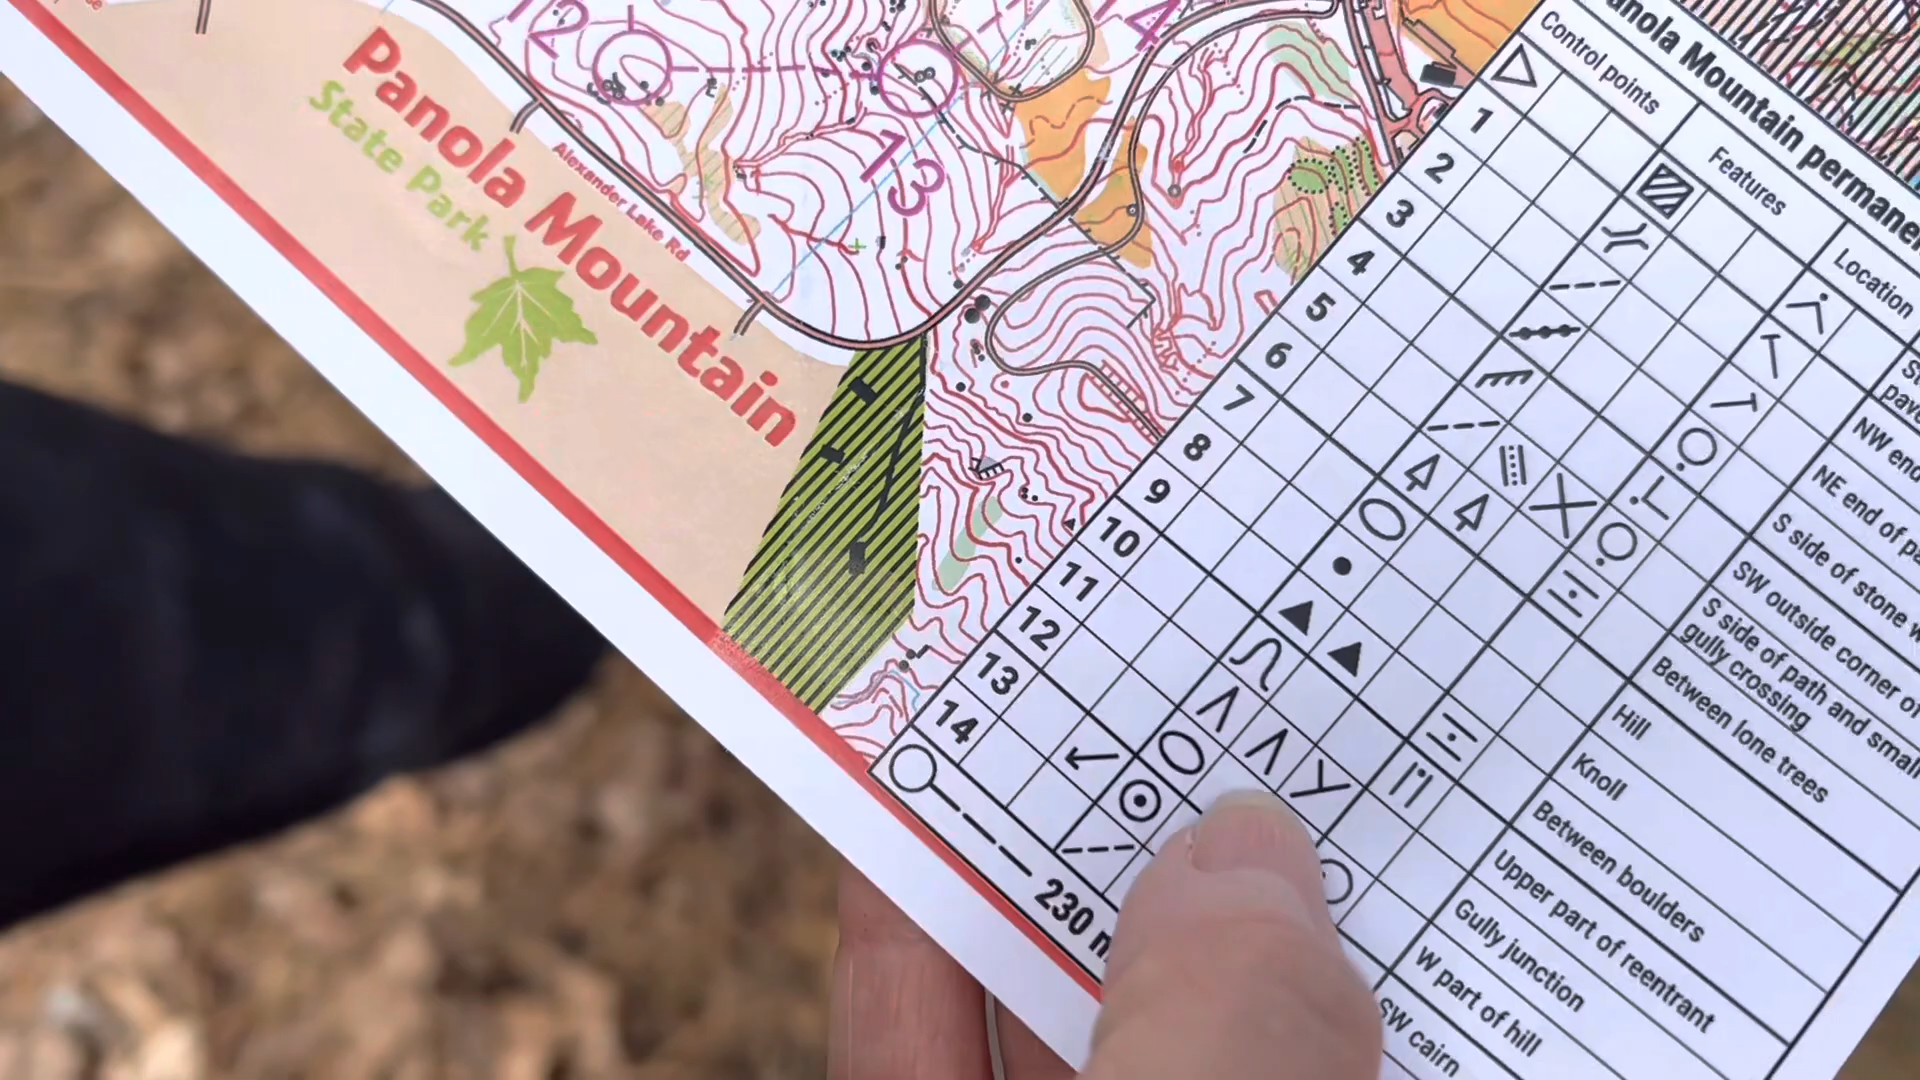 12
13
14
Panola Mountain
State Park
Alexander Lake Rd
Panola Mountain permane
Control points
Features
Location
1
2
3
4
5
6
7
8
9
10
11
12
13
14
230 m
NW end
NE end of pa
S side of stone w
SW outside corner of
S side of path and small
gully crossing
Between lone trees
Hill
Knoll
Between boulders
Upper part of reentrant
Gully junction
W part of hill
SW cairn